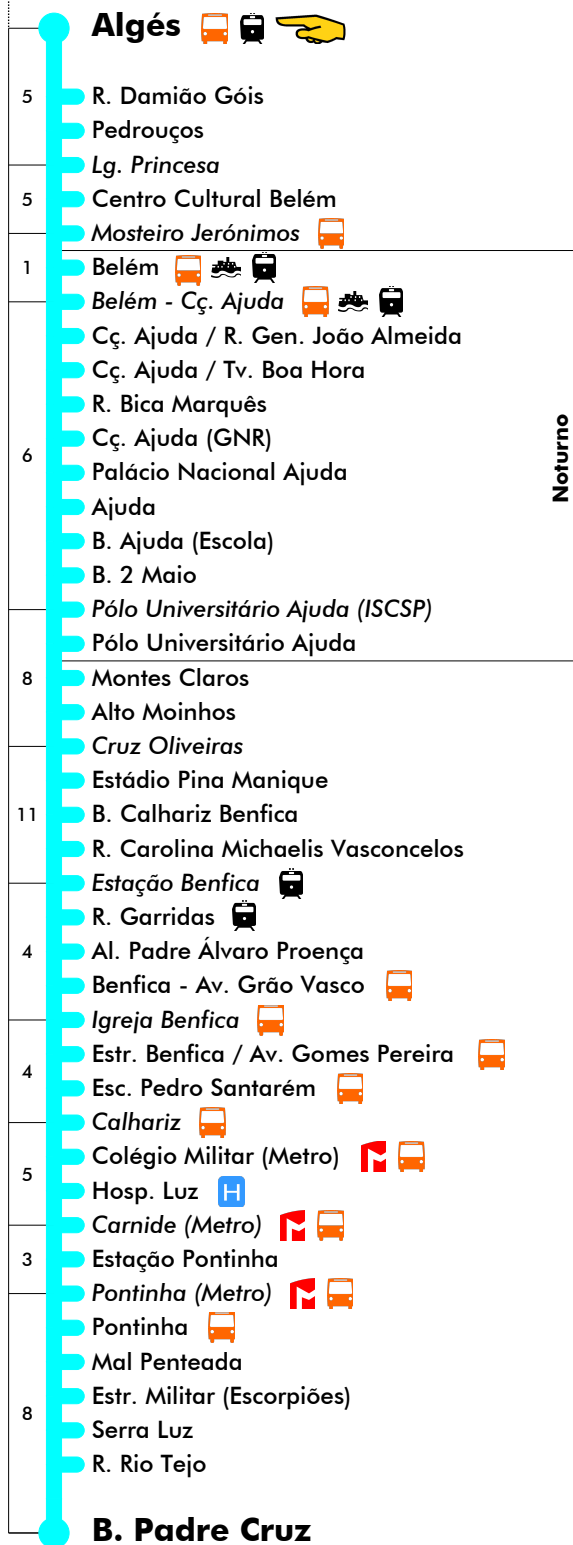 Algés
5
R. Damião Góis
Pedrouços
Lg. Princesa
5
Centro Cultural Belém
Mosteiro Jerónimos
1
Belém
Belém - Cç. Ajuda
Cç. Ajuda / R. Gen. João Almeida
Cç. Ajuda / Tv. Boa Hora
R. Bica Marquês
Cç. Ajuda (GNR)
6
Palácio Nacional Ajuda
Noturno
Ajuda
B. Ajuda (Escola)
B. 2 Maio
Pólo Universitário Ajuda (ISCSP)
Pólo Universitário Ajuda
8
Montes Claros
Alto Moinhos
Cruz Oliveiras
Estádio Pina Manique
11
B. Calhariz Benfica
R. Carolina Michaelis Vasconcelos
Estação Benfica
R. Garridas
4
Al. Padre Álvaro Proença
Benfica - Av. Grão Vasco
Igreja Benfica
Estr. Benfica / Av. Gomes Pereira
4
Esc. Pedro Santarém
Calhariz
Colégio Militar (Metro)
5
Hosp. Luz H
Carnide (Metro)
3
Estação Pontinha
Pontinha (Metro)
Pontinha
Mal Penteada
Estr. Militar (Escorpiões)
8
Serra Luz
R. Rio Tejo
B. Padre Cruz